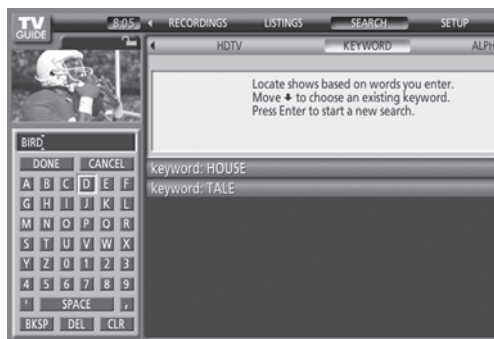 TV GUIDE 8:05 RECORDINGS LISTINGS SEARCH SETUP
HDTV KEYWORD ALPH
Locate shows based on words you enter.
Move ↓ to choose an existing keyword.
Press Enter to start a new search.
BIRD
DONE CANCEL
keyword: HOUSE
keyword: TALE
A B C D E F
G H I J K L
M N O P Q R
S T U V W X
Y Z 0 1 2 3
4 5 6 7 8 9
' SPACE ,
BKSP DEL CLR